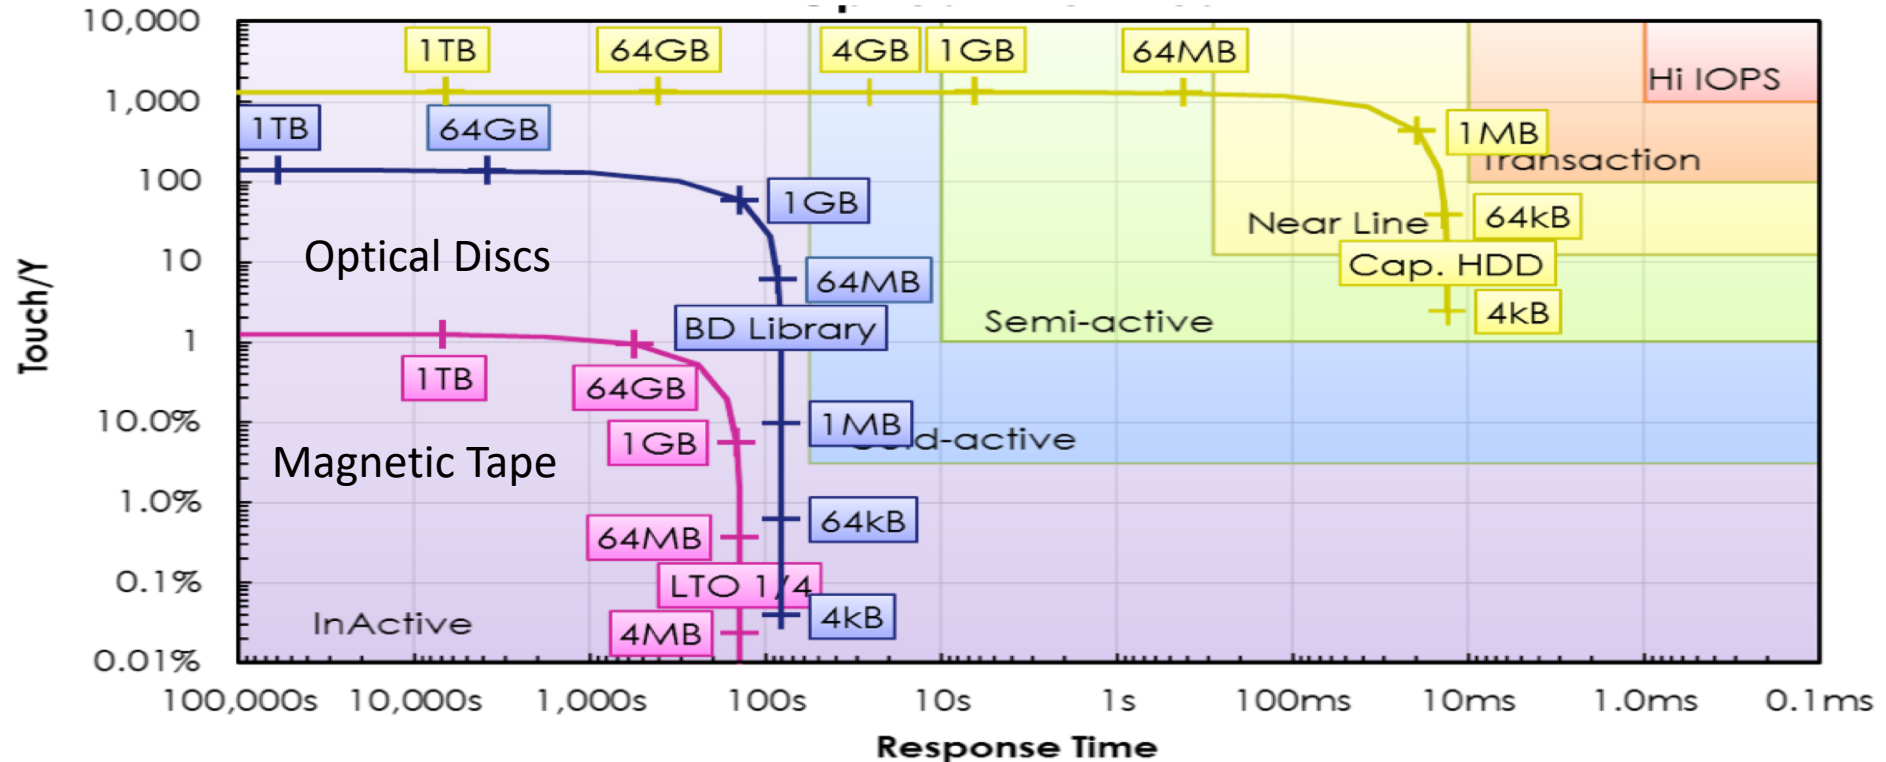 10,000
1TB
64GB
4GB
1GB
64MB
Hi IOPS
1,000
1TB
64GB
1MB
Transaction
100
1GB
64kB
Near Line
Optical Discs
10
64MB
Cap. HDD
4kB
BD Library
Semi-active
1
1TB
64GB
10.0%
1GB
1MB
Magnetic Tape
1.0%
64MB
64kB
0.1%
LTO 1/4
InActive
4MB
4kB
0.01%
100,000s
10,000s
1,000s
100s
10s
1s
100ms
10ms
1.0ms
0.1ms
Touch/Y
Response Time